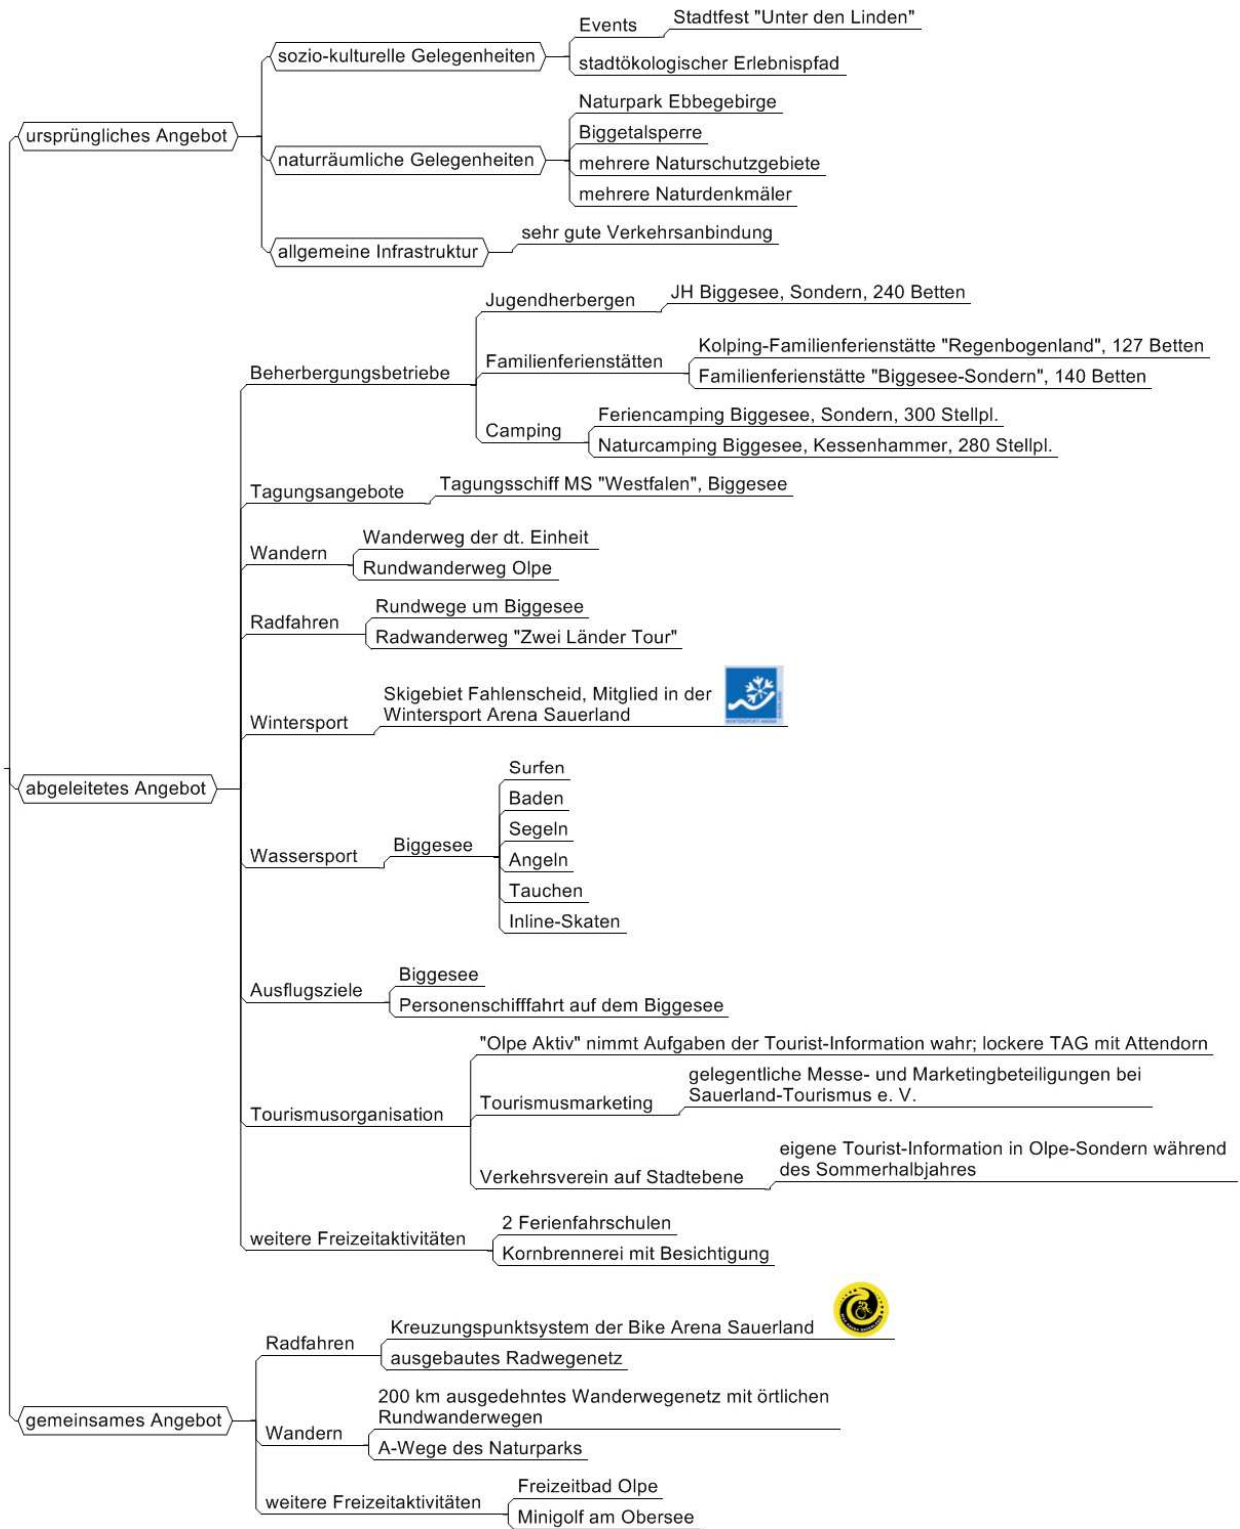 ursprüngliches Angebot
sozio-kulturelle Gelegenheiten
Events
Stadtfest "Unter den Linden"
stadtökologischer Erlebnispfad
naturräumliche Gelegenheiten
Naturpark Ebbegebirge
Biggetalsperre
mehrere Naturschutzgebiete
mehrere Naturdenkmäler
allgemeine Infrastruktur
sehr gute Verkehrsanbindung
abgeleitetes Angebot
Beherbergungsbetriebe
Jugendherbergen
JH Biggesee, Sondern, 240 Betten
Familienferienstätten
Kolping-Familienferienstätte "Regenbogenland", 127 Betten
Familienferienstätte "Biggesee-Sondern", 140 Betten
Camping
Feriencamping Biggesee, Sondern, 300 Stellpl.
Naturcamping Biggesee, Kessenhammer, 280 Stellpl.
Tagungsangebote
Tagungsschiff MS "Westfalen", Biggesee
Wandern
Wanderweg der dt. Einheit
Rundwanderweg Olpe
Radfahren
Rundwege um Biggesee
Radwanderweg "Zwei Länder Tour"
Wintersport
Skigebiet Fahlenscheid, Mitglied in der
Wintersport Arena Sauerland
Wassersport
Biggesee
Surfen
Baden
Segeln
Angeln
Tauchen
Inline-Skaten
Ausflugsziele
Biggesee
Personenschifffahrt auf dem Biggesee
Tourismusorganisation
"Olpe Aktiv" nimmt Aufgaben der Tourist-Information wahr; lockere TAG mit Attendorn
Tourismusmarketing
gelegentliche Messe- und Marketingbeteiligungen bei
Sauerland-Tourismus e. V.
Verkehrsverein auf Stadtebene
eigene Tourist-Information in Olpe-Sondern während
des Sommerhalbjahres
weitere Freizeitaktivitäten
2 Ferienfahrschulen
Kornbrennerei mit Besichtigung
gemeinsames Angebot
Radfahren
Kreuzungspunktsystem der Bike Arena Sauerland
ausgebautes Radwegenetz
Wandern
200 km ausgedehntes Wanderwegenetz mit örtlichen
Rundwanderwegen
A-Wege des Naturparks
weitere Freizeitaktivitäten
Freizeitbad Olpe
Minigolf am Obersee